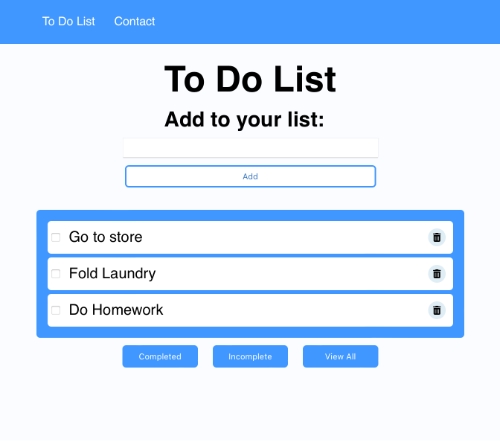 To Do List Contact
To Do List
Add to your list:
Add
Go to store
Fold Laundry
Do Homework
Completed Incomplete View All